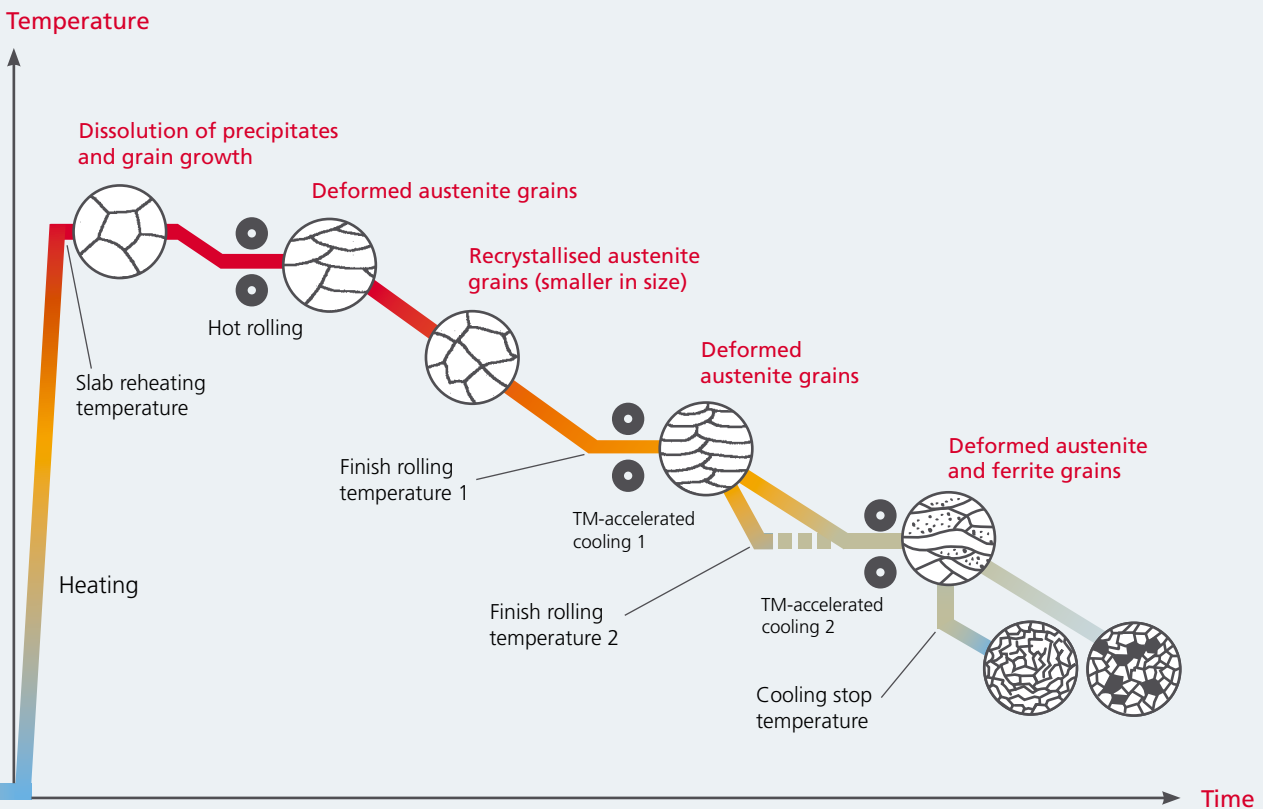 Temperature
Dissolution of precipitates
and grain growth
Deformed austenite grains
Recrystallised austenite
grains (smaller in size)
Hot rolling
Slab reheating
temperature
Deformed
austenite grains
Finish rolling
temperature 1
TM-accelerated
cooling 1
Deformed austenite
and ferrite grains
Heating
Finish rolling
temperature 2
TM-accelerated
cooling 2
Cooling stop
temperature
Time